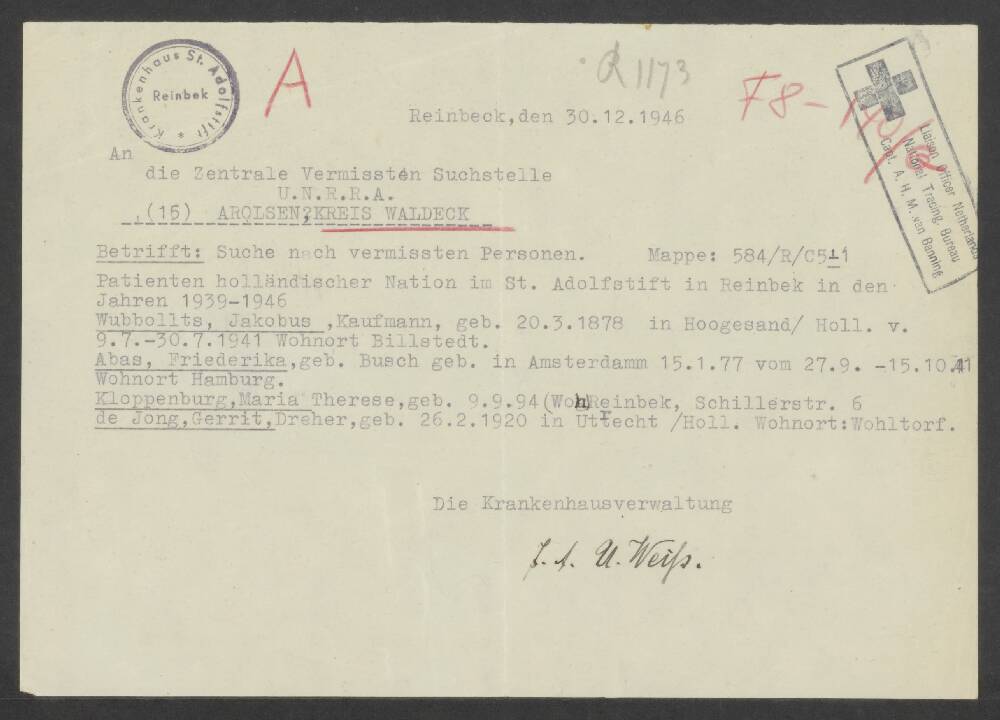 Krankenhaus St. Adolfstift *
Reinbek
A
R 1173
F8-
Liaison Officer Netherlands
National Tracing Bureau
Capt. A. H. M. van Banning
Reinbeck,den 30.12.1946
An
die Zentrale Vermissten Suchstelle
U.N.R.R.A.
(16) AROLSEN,KREIS WALDECK
Betrifft: Suche nach vermissten Personen. Mappe: 584/R/C511
Patienten holländischer Nation im St. Adolfstift in Reinbek in den
Jahren 1939-1946
Wubbollts, Jakobus ,Kaufmann, geb. 20.3.1878 in Hoogesand/ Holl. v.
9.7.-30.7.1941 Wohnort Billstedt.
Abas, Friederika,geb. Busch geb. in Amsterdamm 15.1.77 vom 27.9. -15.10.41
Wohnort Hamburg.
Kloppenburg,Maria Therese,geb. 9.9.94(Woh)Reinbek, Schillerstr. 6
de Jong,Gerrit,Dreher,geb. 26.2.1920 in Utrecht /Holl. Wohnort:Wohltorf.
Die Krankenhausverwaltung
J. A. U. Weiß.